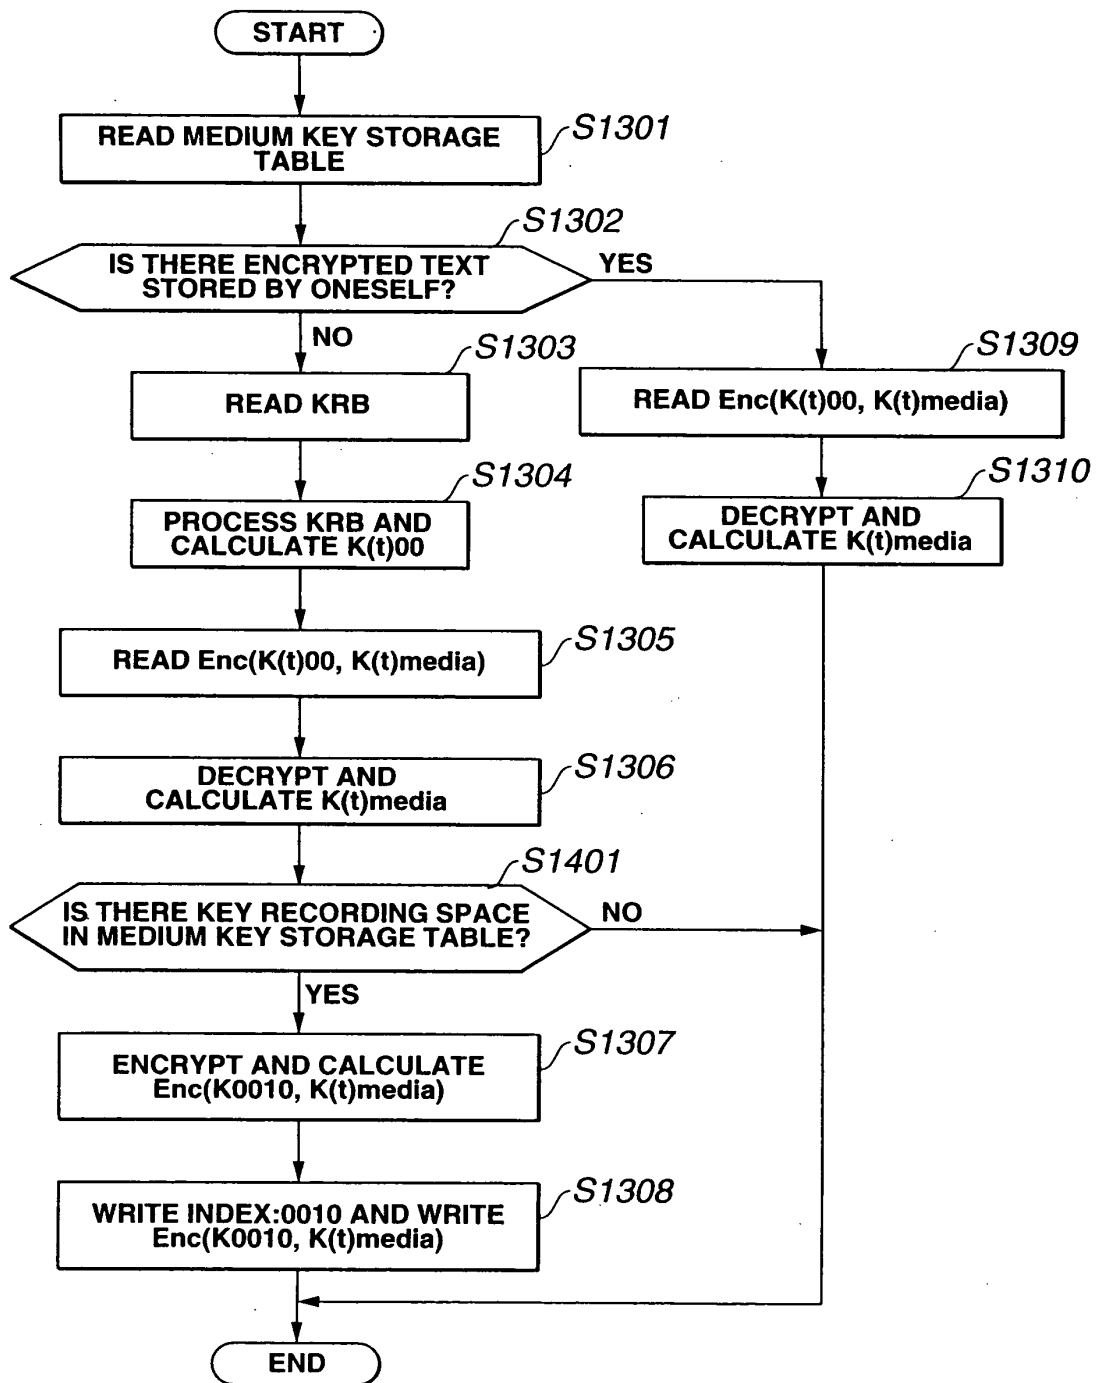 START
READ MEDIUM KEY STORAGE
TABLE
S1301
S1302
IS THERE ENCRYPTED TEXT
STORED BY ONESELF?
YES
NO
S1303
READ KRB
S1309
READ Enc(K(t)00, K(t)media)
S1304
PROCESS KRB AND
CALCULATE K(t)00
S1310
DECRYPT AND
CALCULATE K(t)media
S1305
READ Enc(K(t)00, K(t)media)
S1306
DECRYPT AND
CALCULATE K(t)media
S1401
IS THERE KEY RECORDING SPACE
IN MEDIUM KEY STORAGE TABLE?
NO
YES
S1307
ENCRYPT AND CALCULATE
Enc(K0010, K(t)media)
S1308
WRITE INDEX:0010 AND WRITE
Enc(K0010, K(t)media)
END